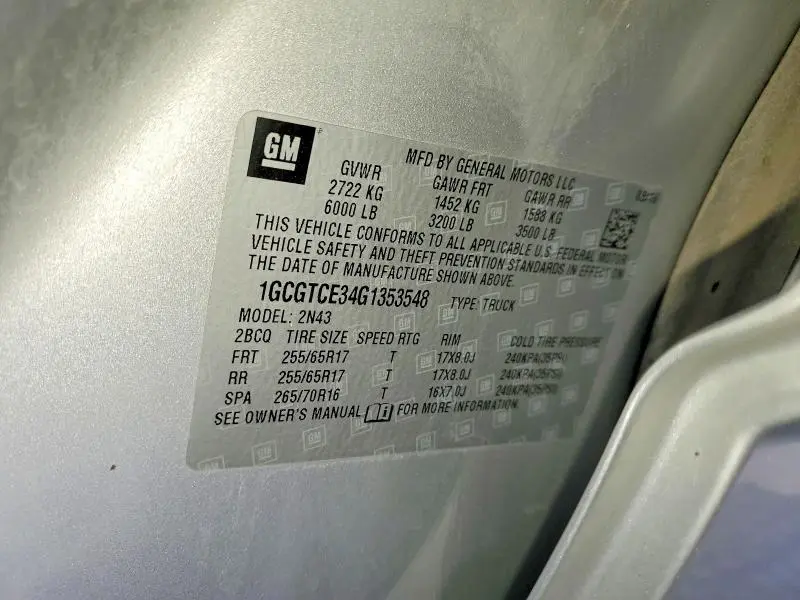 GM
MFD BY GENERAL MOTORS LLC
GVWR GAWR FRT GAWR RR
2722 KG 1452 KG 1588 KG
6000 LB 3200 LB 3500 LB
THIS VEHICLE CONFORMS TO ALL APPLICABLE U.S. FEDERAL MOTOR
VEHICLE SAFETY AND THEFT PREVENTION STANDARDS IN EFFECT ON
THE DATE OF MANUFACTURE SHOWN ABOVE.
1GCGTCE34G1353548 TYPE: TRUCK
MODEL: 2N43
2BCQ TIRE SIZE SPEED RTG RIM COLD TIRE PRESSURE
FRT 255/65R17 T 17X8.0J 240KPA(35PSI)
RR 255/65R17 T 17X8.0J 240KPA(35PSI)
SPA 265/70R16 T 16X7.0J 240KPA(35PSI)
SEE OWNER'S MANUAL FOR MORE INFORMATION.